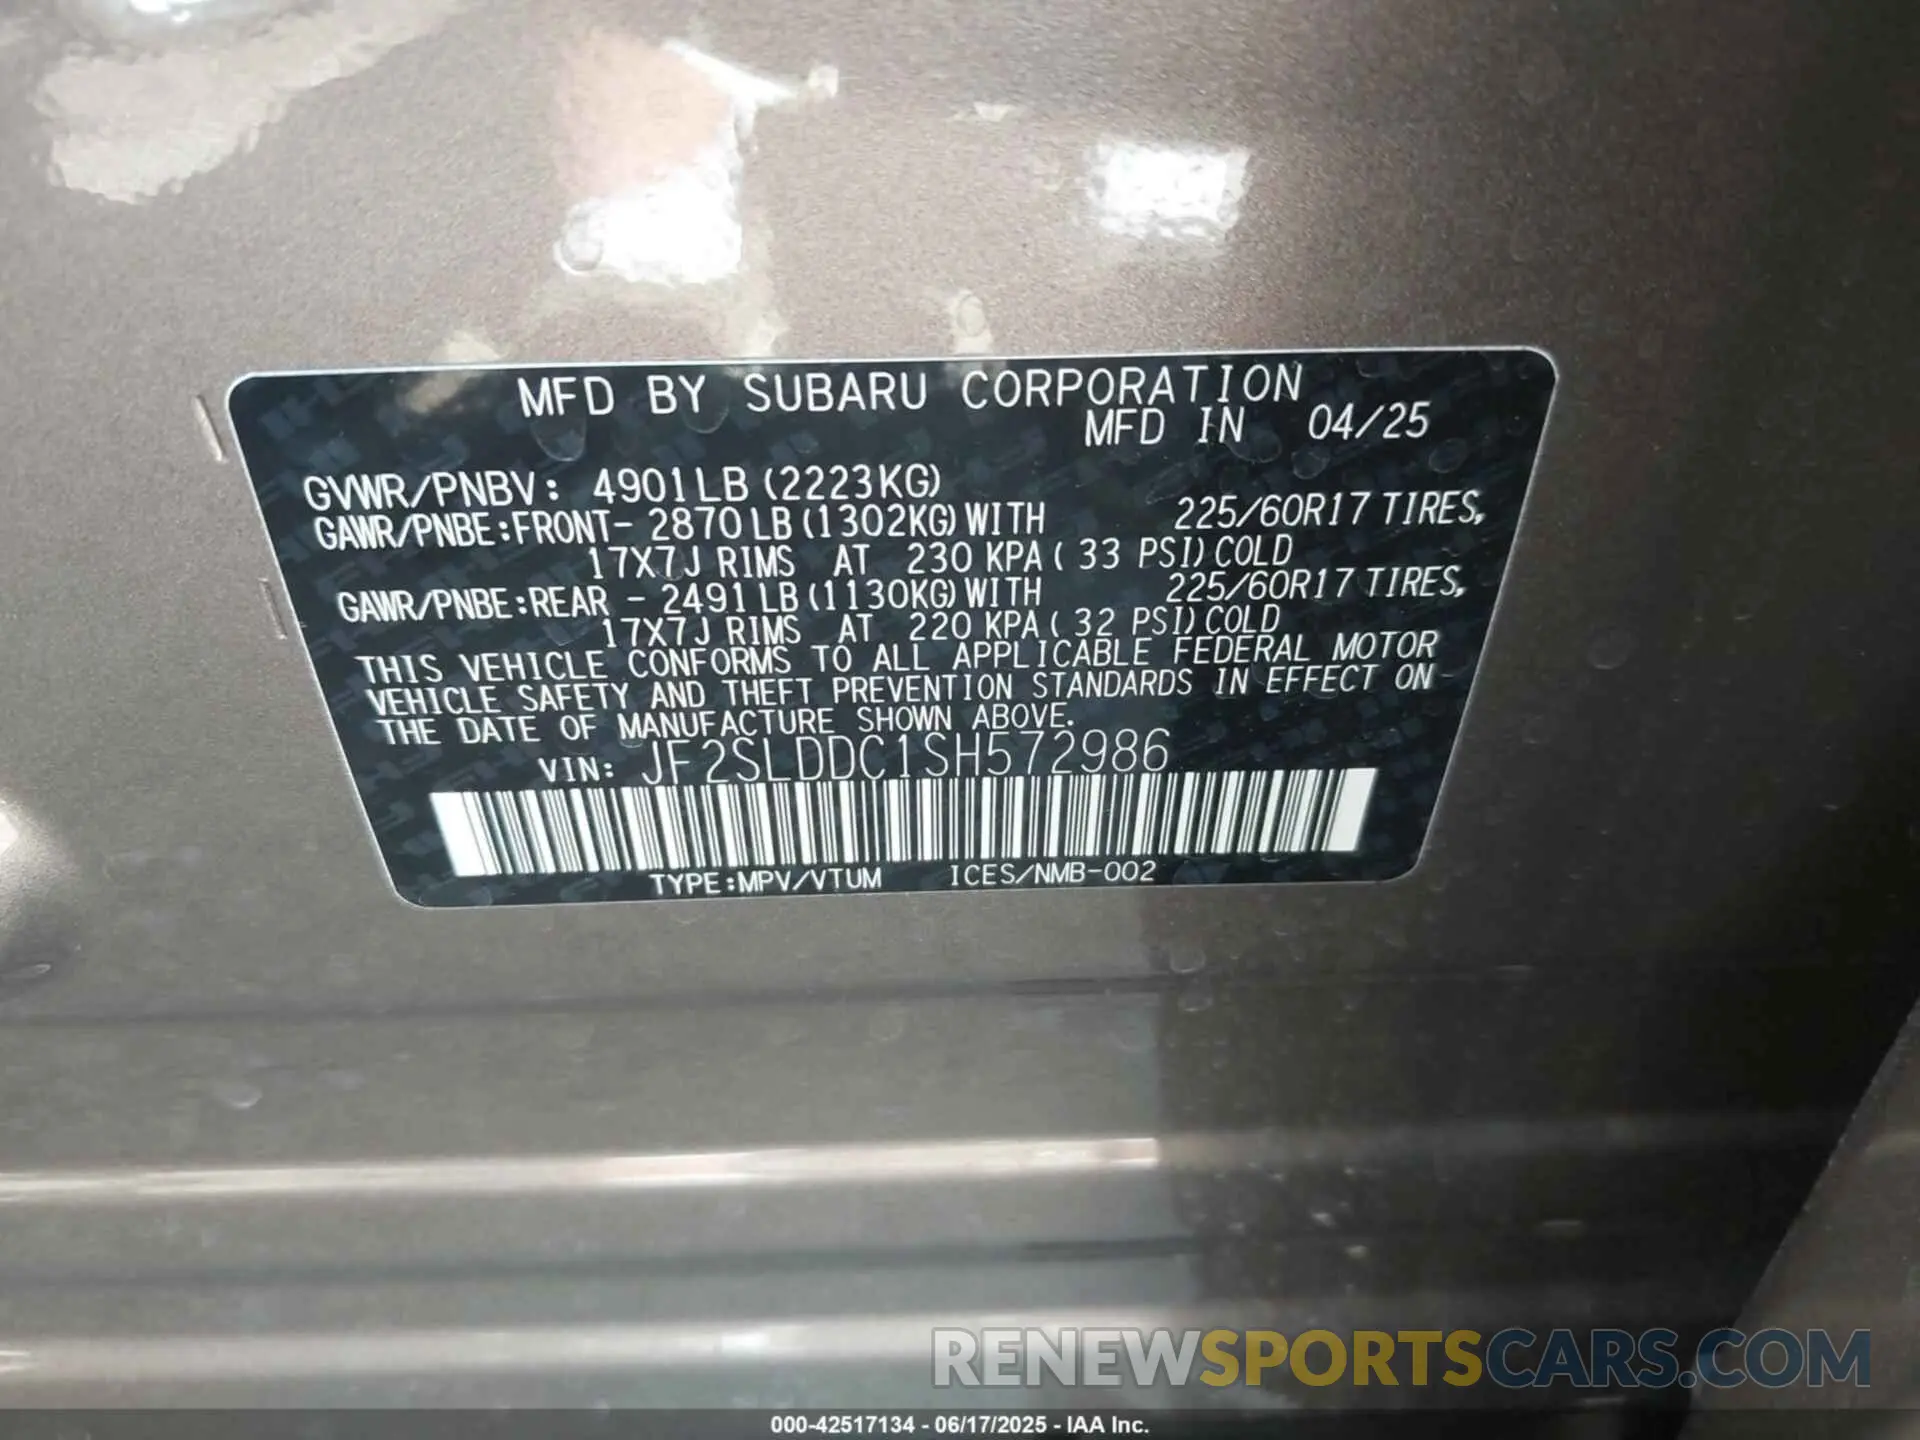 MFD BY SUBARU CORPORATION
MFD IN 04/25
GVWR/PNBV: 4901LB (2223KG)
GAWR/PNBE:FRONT- 2870 LB (1302KG) WITH 225/60R17 TIRES,
17X7J RIMS AT 230 KPA ( 33 PSI) COLD
GAWR/PNBE:REAR - 2491 LB (1130KG) WITH 225/60R17 TIRES,
17X7J RIMS AT 220 KPA ( 32 PSI) COLD
THIS VEHICLE CONFORMS TO ALL APPLICABLE FEDERAL MOTOR
VEHICLE SAFETY AND THEFT PREVENTION STANDARDS IN EFFECT ON
THE DATE OF MANUFACTURE SHOWN ABOVE.
VIN: JF2SLDDC1SH572986
TYPE:MPV/VTUM ICES/NMB-002
RENEWSPORTSCARS.COM
000-42517134 - 06/17/2025 - IAA Inc.